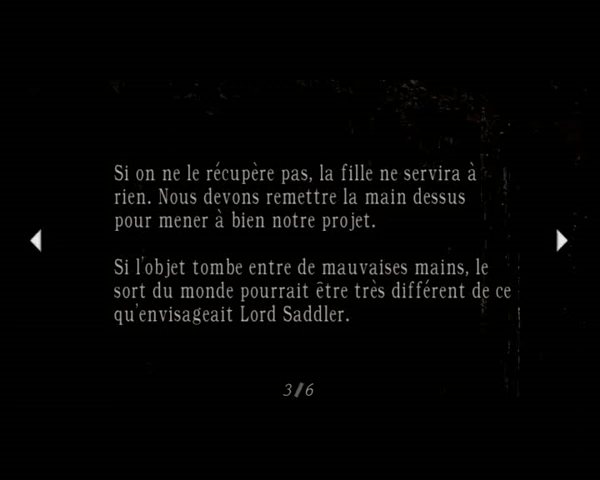 Si on ne le récupère pas, la fille ne servira à
rien. Nous devons remettre la main dessus
pour mener à bien notre projet.
Si l'objet tombe entre de mauvaises mains, le
sort du monde pourrait être très différent de ce
qu'envisageait Lord Saddler.
3/6